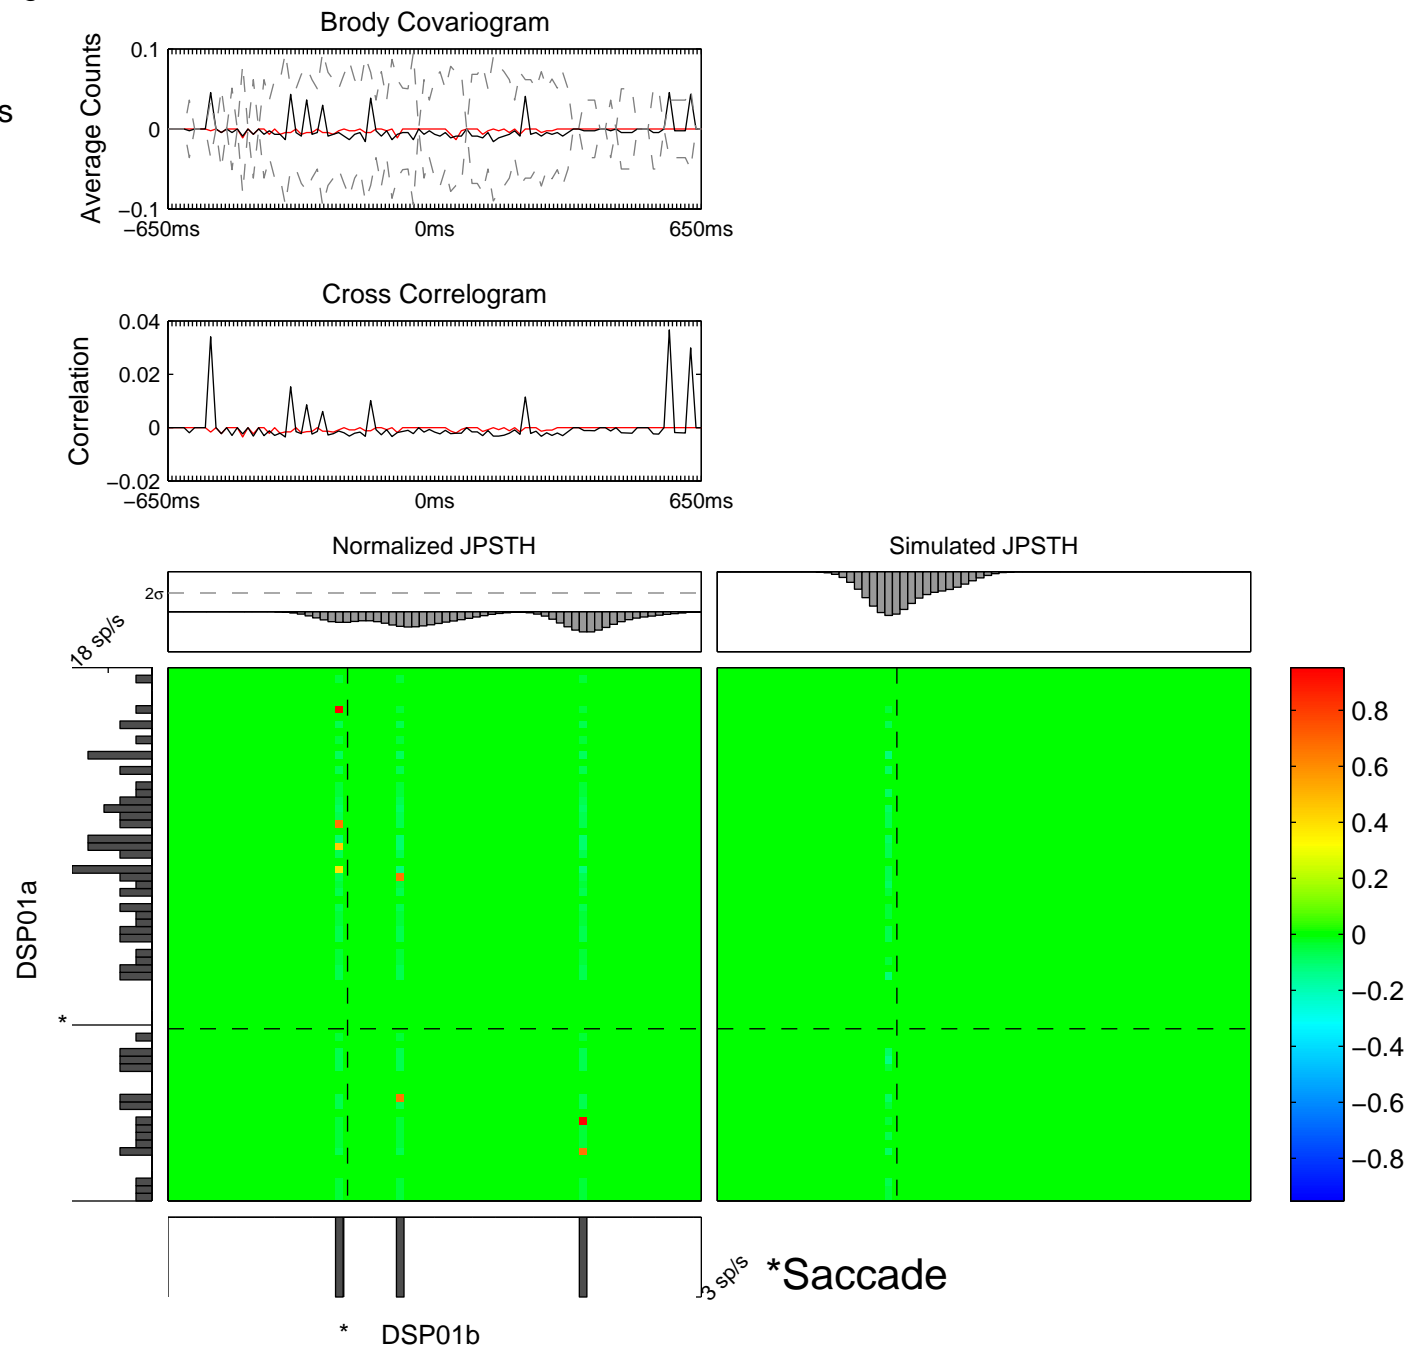 Brody Covariogram
s
Average Counts
0.1
0
−0.1
−650ms
0ms
650ms
Cross Correlogram
Correlation
0.04
0.02
0
−0.02
−650ms
0ms
650ms
Normalized JPSTH
Simulated JPSTH
2σ
18 sp/s
DSP01a
*
0.8
0.6
0.4
0.2
0
−0.2
−0.4
−0.6
−0.8
3 sp/s
*Saccade
*
DSP01b